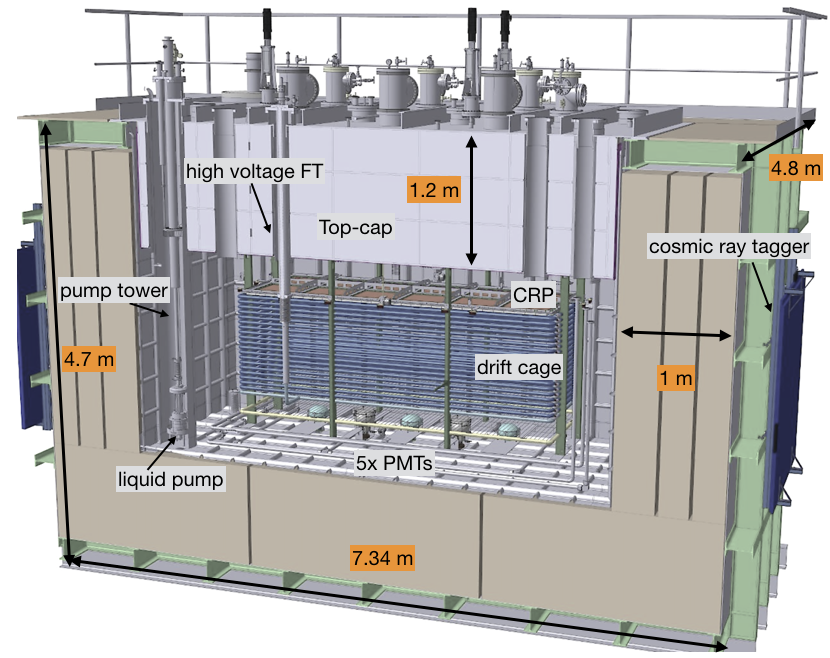 high voltage FT
1.2 m
4.8 m
Top-cap
cosmic ray tagger
pump tower
CRP
4.7 m
drift cage
1 m
5x PMTs
liquid pump
7.34 m